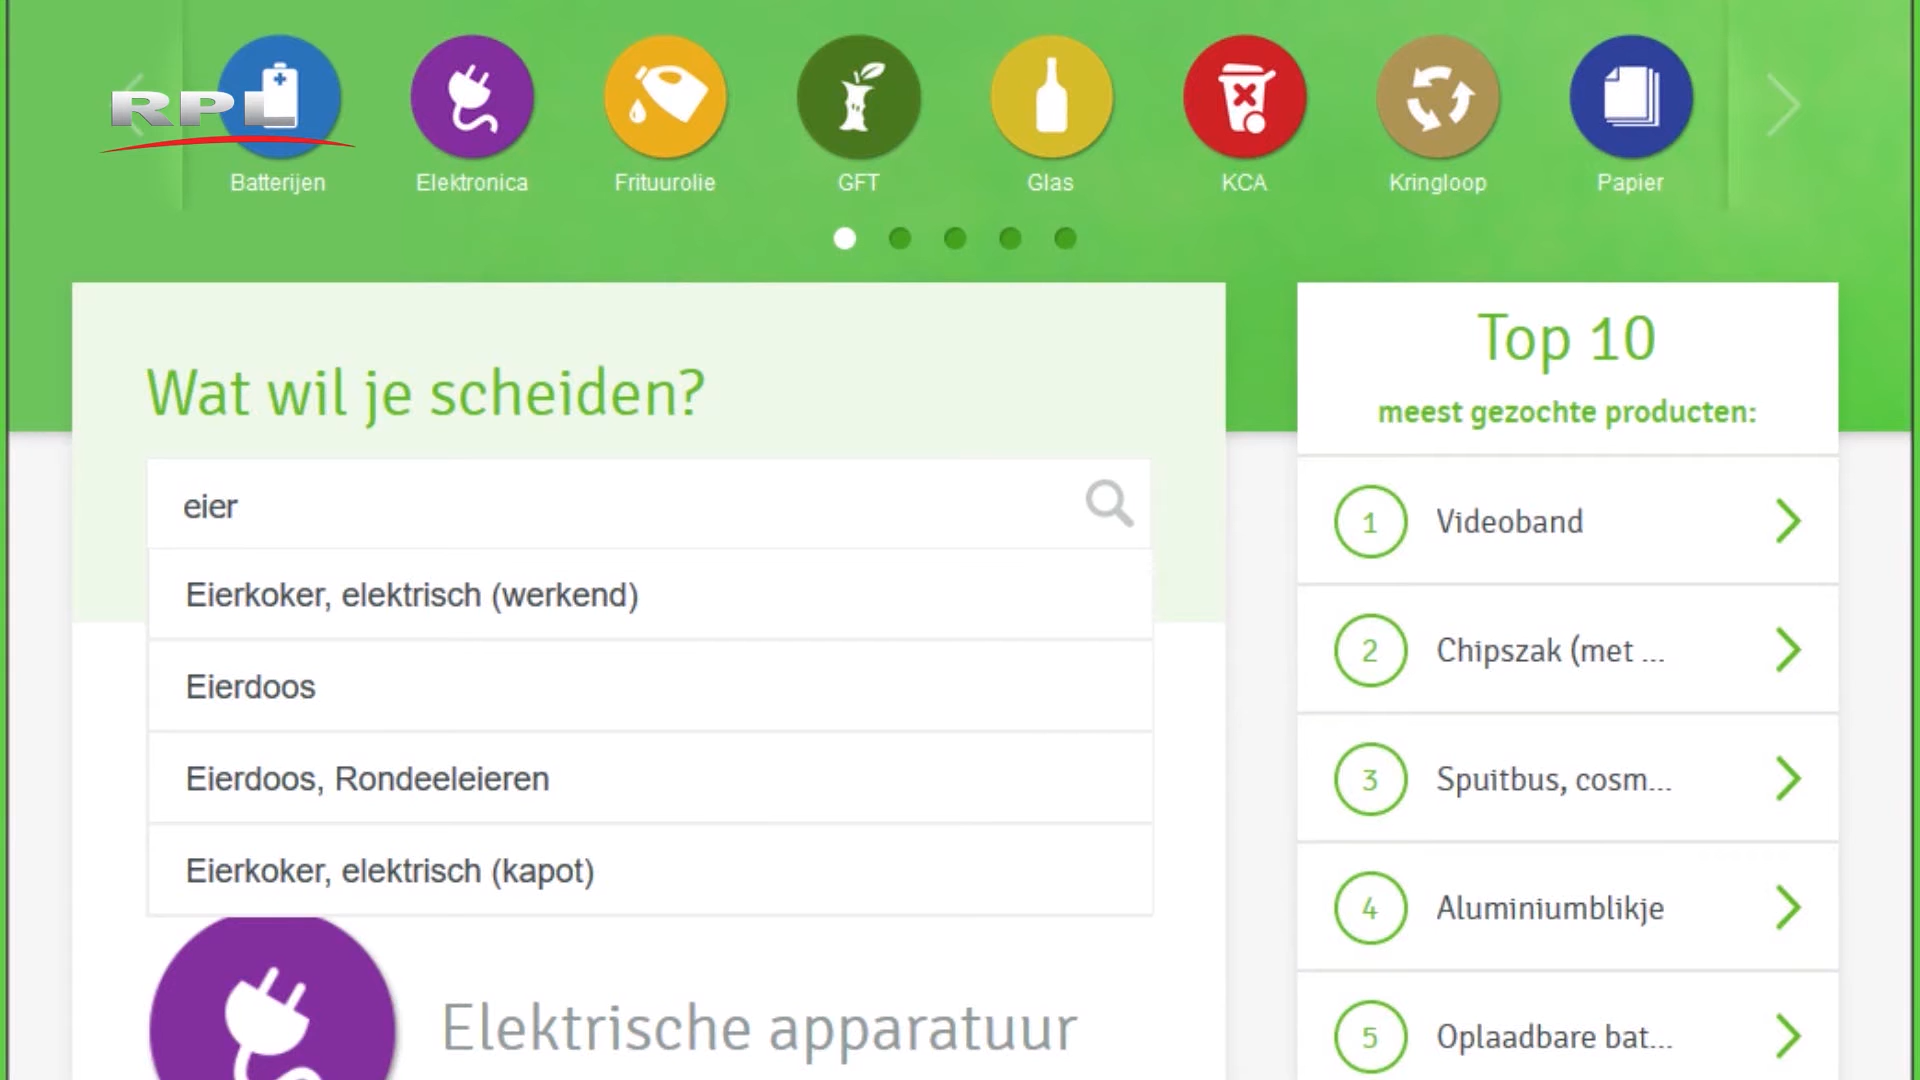 RPL
Batterijen
Elektronica
Frituurolie
GFT
Glas
KCA
Kringloop
Papier
Wat wil je scheiden?
eier
Eierkoker, elektrisch (werkend)
Eierdoos
Eierdoos, Rondeeleieren
Eierkoker, elektrisch (kapot)
Elektrische apparatuur
Top 10
meest gezochte producten:
1 Videoband
2 Chipszak (met ...
3 Spuitbus, cosm...
4 Aluminiumblikje
5 Oplaadbare bat...